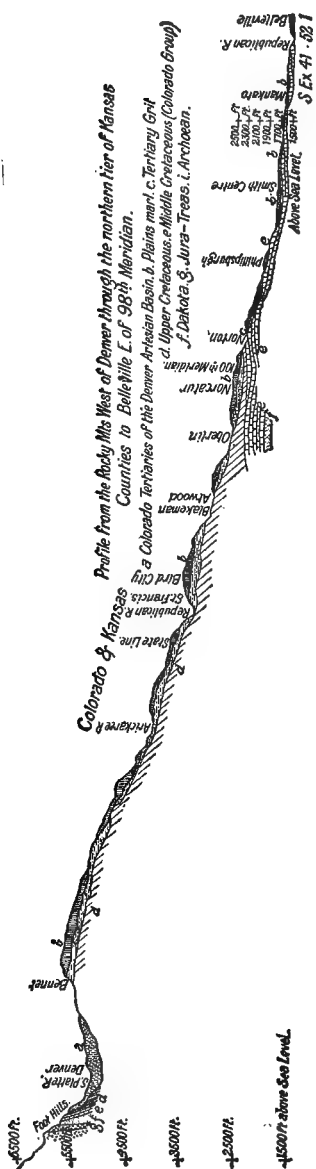 Profile from the Rocky Mts West of Denver through the northern tier of Kansas
Counties to Belleville E. of 98th Meridian.
Colorado & Kansas
a Colorado Tertiaries of the Denver Artesian Basin. b. Plains marl. c. Tertiary Grit
d. Upper Cretaceous. e Middle Cretaceous (Colorado Group)
f. Dakota. g. Jura-Treas. i. Archoean.
6500 Ft.
5500 Ft.
4500 Ft.
3500 Ft.
2500 Ft.
1500 ft above Sea Level.
Foot Hills.
g f e d
S. Platte R.
Denver
a
Bennet
b
d
Arickaree R
State Line.
d
Republican R
St. Francis.
Bird City
b
Blakeman
Atwood
Oberlin
f
Norcatur
b
100th Meridian.
Norton,
e
Phillipsburgh
e
Smith Centre
b
b
2500 Ft
2300 Ft.
2100 Ft
1900 Ft
1700 Ft
1500 Ft
Above Sea Level.
Mankato
b
Republican R.
Belleville
S Ex 41 52 1